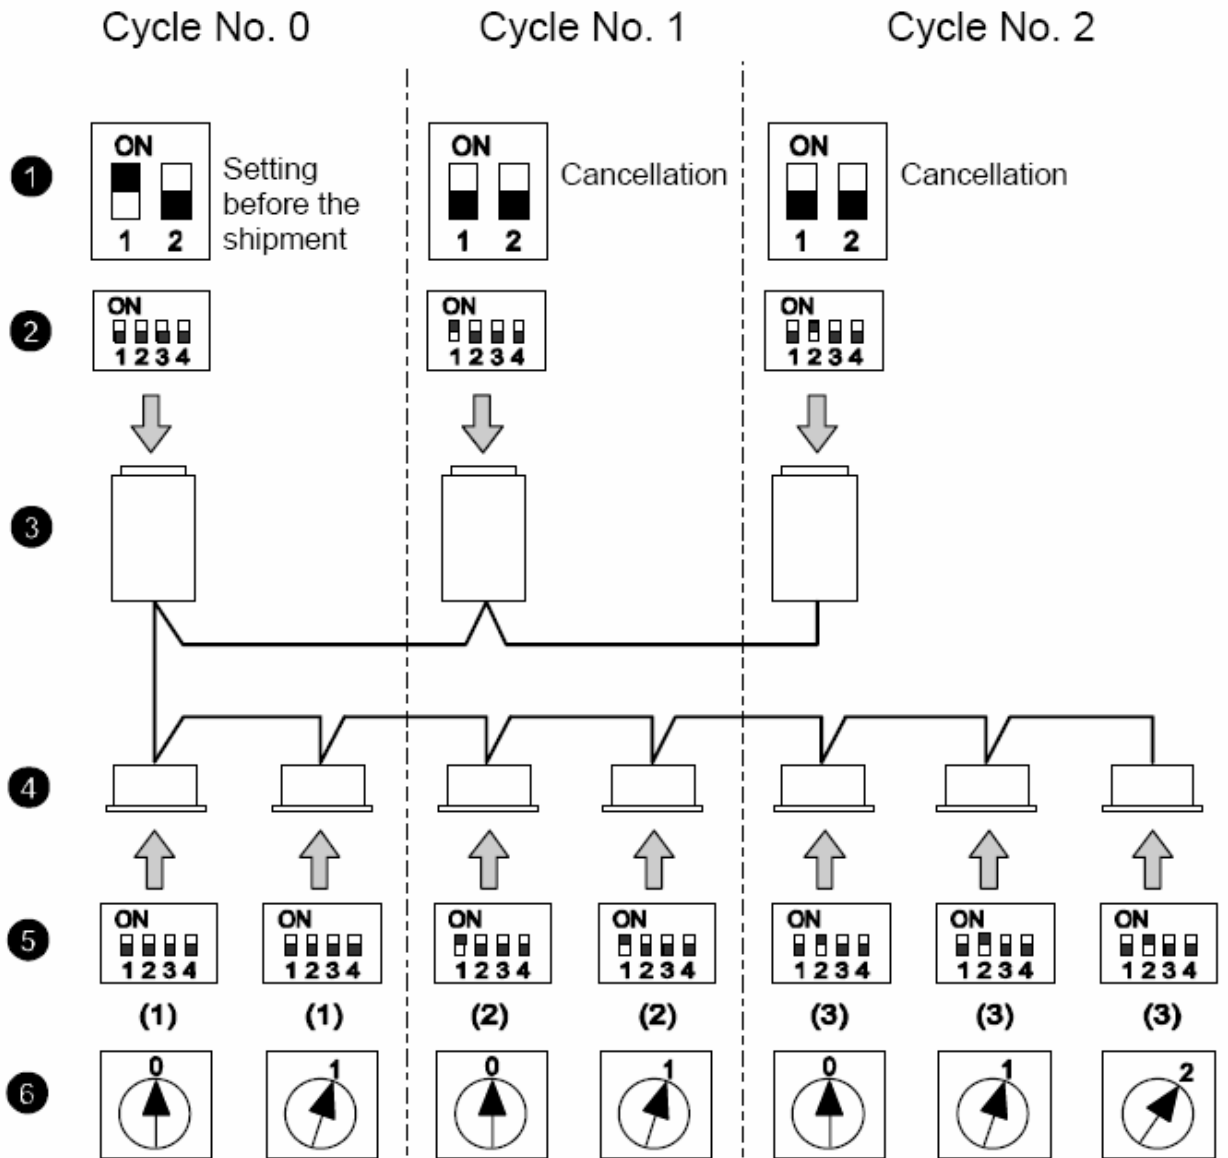 Cycle No. 0 Cycle No. 1 Cycle No. 2
1
ON
1 2
Setting
before the
shipment
ON
1 2
Cancellation
ON
1 2
Cancellation
2
ON
1 2 3 4
ON
1 2 3 4
ON
1 2 3 4
3
4
5
ON
1 2 3 4
ON
1 2 3 4
ON
1 2 3 4
ON
1 2 3 4
ON
1 2 3 4
ON
1 2 3 4
ON
1 2 3 4
(1) (1) (2) (2) (3) (3) (3)
6
0 1 0 1 0 1 2